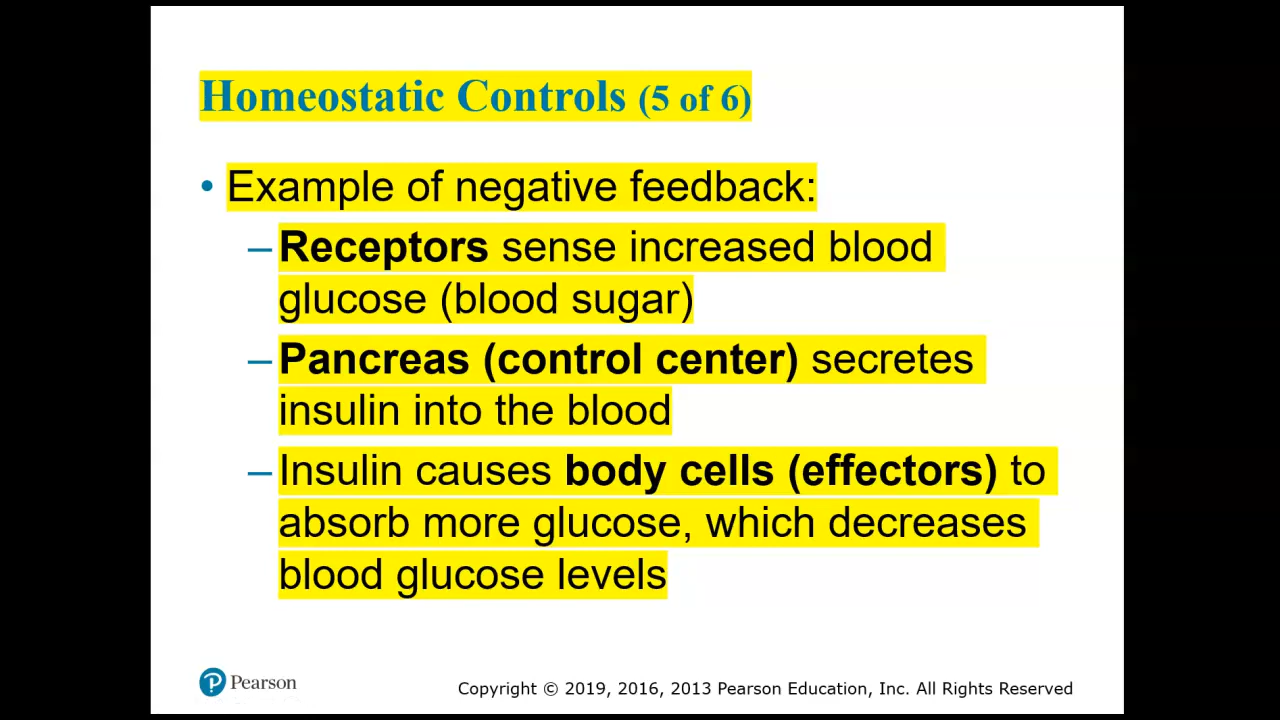 Homeostatic Controls (5 of 6)
• Example of negative feedback:
– Receptors sense increased blood
glucose (blood sugar)
– Pancreas (control center) secretes
insulin into the blood
– Insulin causes body cells (effectors) to
absorb more glucose, which decreases
blood glucose levels
P Pearson
Copyright © 2019, 2016, 2013 Pearson Education, Inc. All Rights Reserved